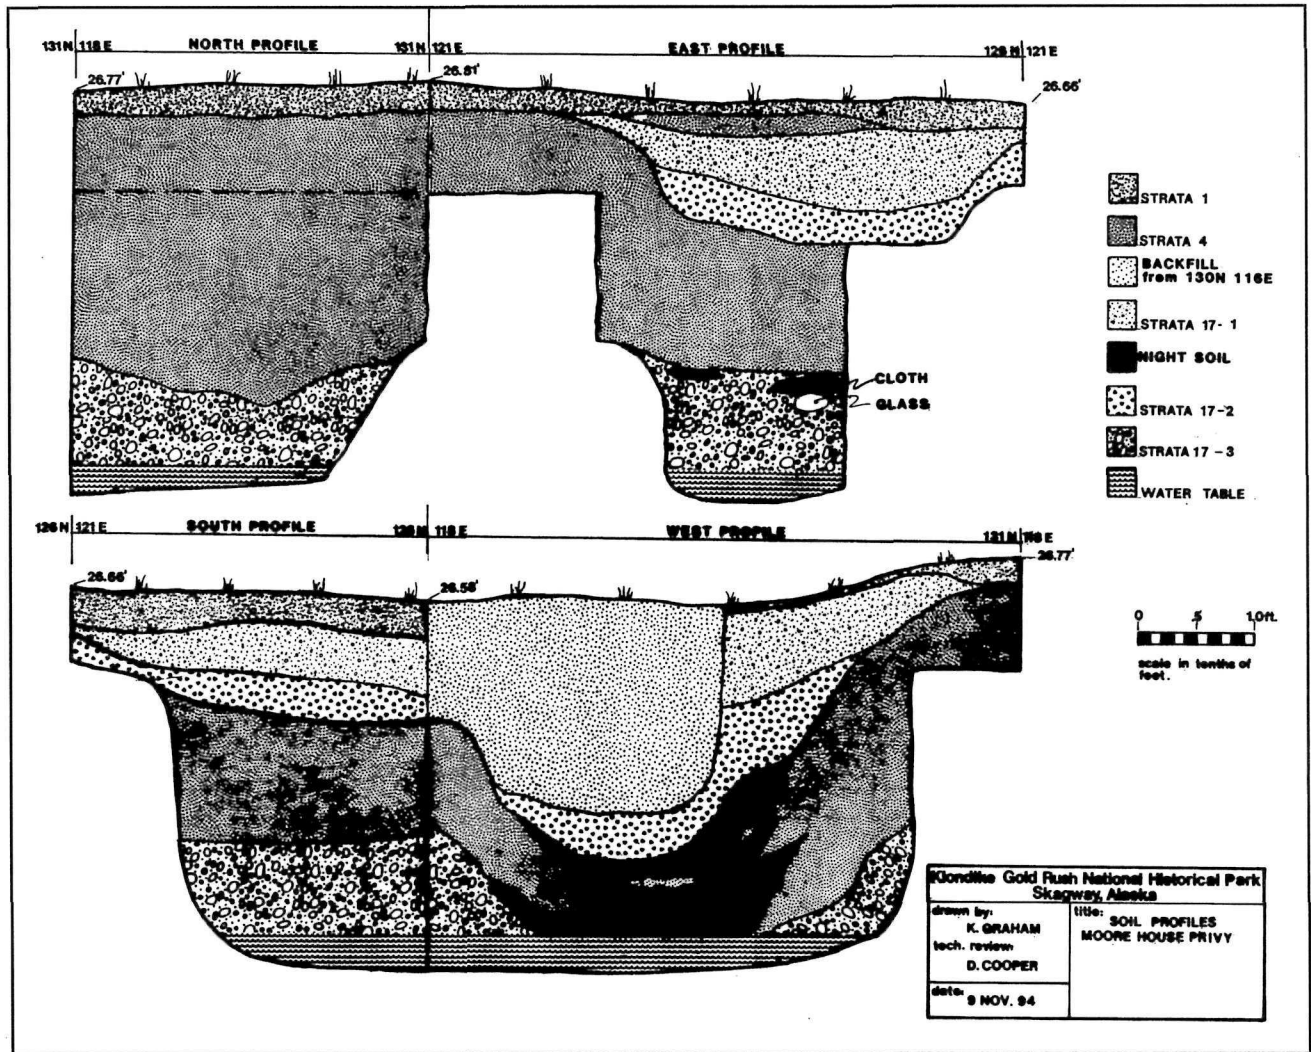 131N 118E NORTH PROFILE 131N 121E EAST PROFILE 126N 121E
26.77' 26.81' 26.66'
STRATA 1
STRATA 4
BACKFILL
from 130N 116E
STRATA 17-1
NIGHT SOIL
STRATA 17-2
STRATA 17-3
WATER TABLE
CLOTH
GLASS
126N 121E SOUTH PROFILE 126N 118E WEST PROFILE 131N 118E
26.66' 26.58' 26.77'
0 .5 1.0ft.
scale in tenths of
feet.
Klondike Gold Rush National Historical Park
Skagway, Alaska
drawn by:
K. GRAHAM
tech. review:
D. COOPER
date:
9 NOV. 94
title:
SOIL PROFILES
MOORE HOUSE PRIVY